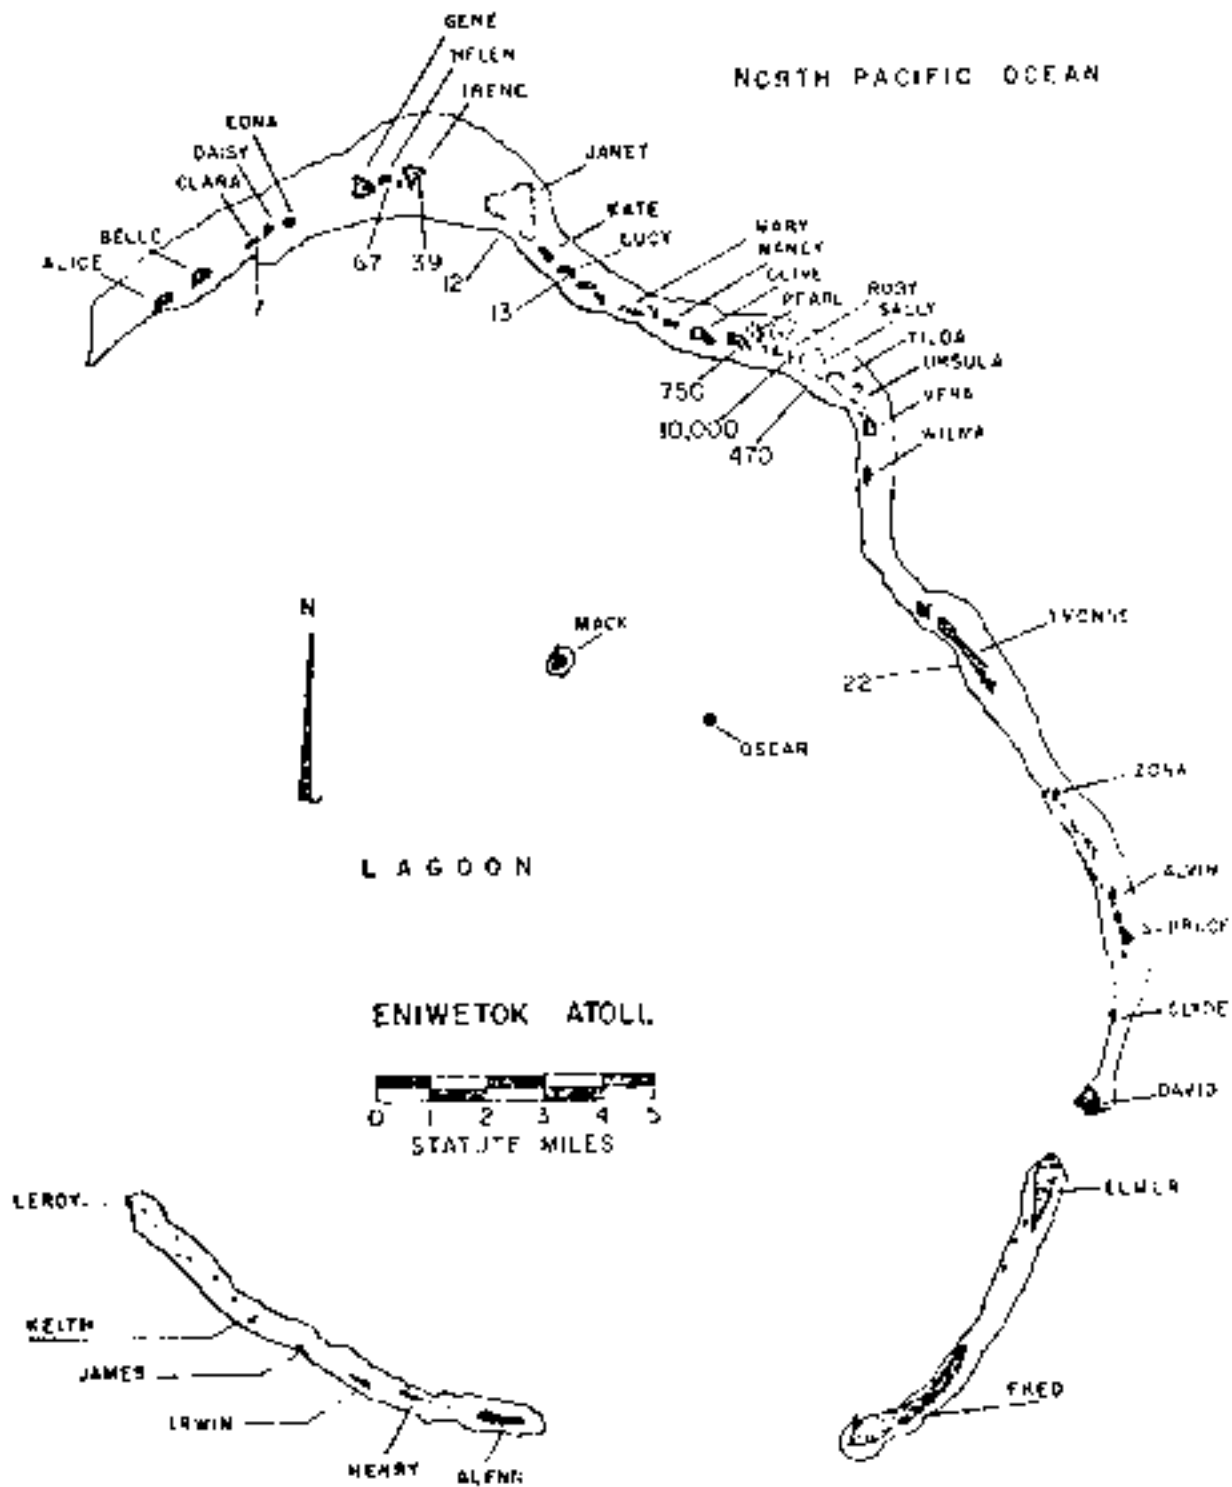 GENE
HELEN
IRENE
NORTH PACIFIC OCEAN
EDNA
DAISY
CLARA
BELLE
ALICE
JANET
KATE
LUCY
MARY
NANCY
OLIVE
PEARL
RUBY
SALLY
TILDA
URSULA
VERA
WILMA
67
39
12
13
750
10,000
470
N
MACK
YVONNE
22
OSCAR
ZONA
LAGOON
ALVIN
CLYDE
DAVID
ENIWETOK ATOLL
0 1 2 3 4 5
STATUTE MILES
LEROY
ELMER
KEITH
JAMES
IRWIN
HENRY
GLENN
FRED